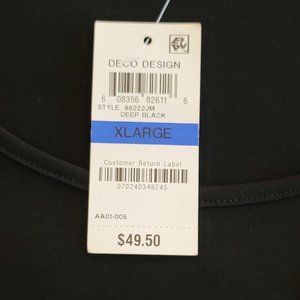 DECO DESIGN
6 08356 82611 6
STYLE 88222JM
DEEP BLACK
XLARGE
Customer Return Label
070240348745
AA01-005
$49.50